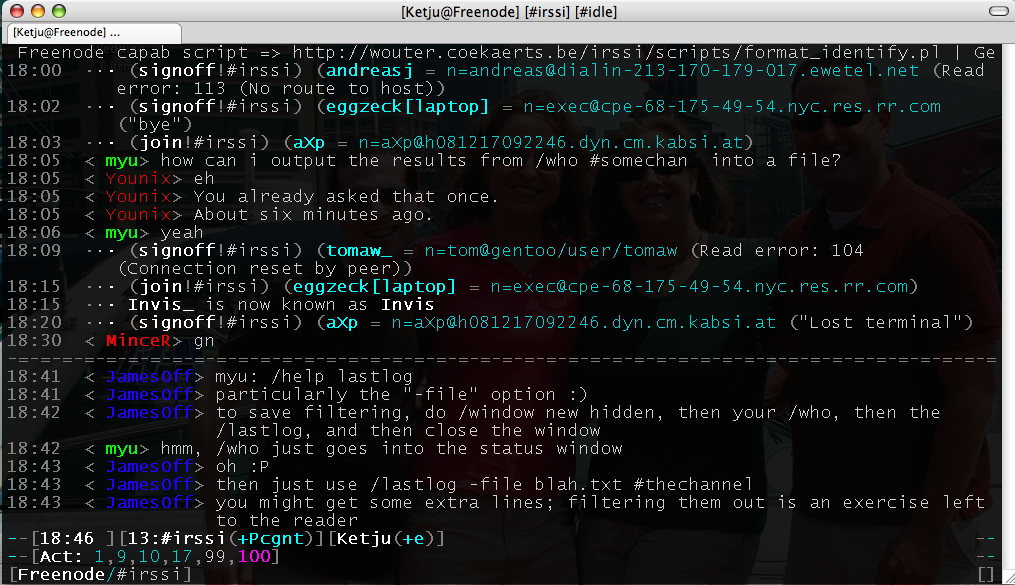 [Ketju@Freenode] [#irssi] [#idle]
[Ketju@Freenode] ...
Freenode capab script => http://wouter.coekaerts.be/irssi/scripts/format_identify.pl | Ge
18:00 ··· (signoff!#irssi) (andreasj = n=andreas@dialin-213-170-179-017.ewetel.net (Read
error: 113 (No route to host))
18:02 ··· (signoff!#irssi) (eggzeck[laptop] = n=exec@cpe-68-175-49-54.nyc.res.rr.com
("bye")
18:03 ··· (join!#irssi) (aXp = n=aXp@h081217092246.dyn.cm.kabsi.at)
18:05 < myu> how can i output the results from /who #somechan  into a file?
18:05 < Younix> eh
18:05 < Younix> You already asked that once.
18:05 < Younix> About six minutes ago.
18:06 < myu> yeah
18:09 ··· (signoff!#irssi) (tomaw_ = n=tom@gentoo/user/tomaw (Read error: 104
(Connection reset by peer))
18:15 ··· (join!#irssi) (eggzeck[laptop] = n=exec@cpe-68-175-49-54.nyc.res.rr.com)
18:15 ··· Invis_ is now known as Invis
18:20 ··· (signoff!#irssi) (aXp = n=aXp@h081217092246.dyn.cm.kabsi.at ("Lost terminal")
18:30 < MinceR> gn
18:41 < JamesOff> myu: /help lastlog
18:41 < JamesOff> particularly the "-file" option :)
18:42 < JamesOff> to save filtering, do /window new hidden, then your /who, then the
/lastlog, and then close the window
18:42 < myu> hmm, /who just goes into the status window
18:43 < JamesOff> oh :P
18:43 < JamesOff> then just use /lastlog -file blah.txt #thechannel
18:43 < JamesOff> you might get some extra lines; filtering them out is an exercise left
to the reader
--[18:46 ][13:#irssi(+Pcgnt)][Ketju(+e)] --
--[Act: 1,9,10,17,99,100] --
[Freenode/#irssi] []